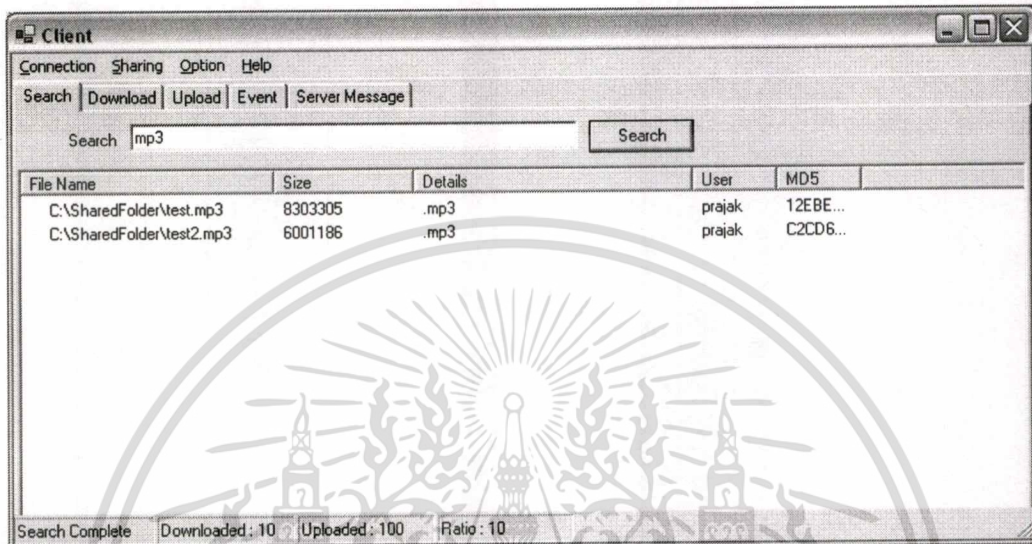 Client
Connection Sharing Option Help
Search Download Upload Event Server Message
Search mp3 Search
File Name Size Details User MD5
C:\SharedFolder\test.mp3 8303305 .mp3 prajak 12EBE...
C:\SharedFolder\test2.mp3 6001186 .mp3 prajak C2CD6...
Search Complete Downloaded : 10 Uploaded : 100 Ratio : 10